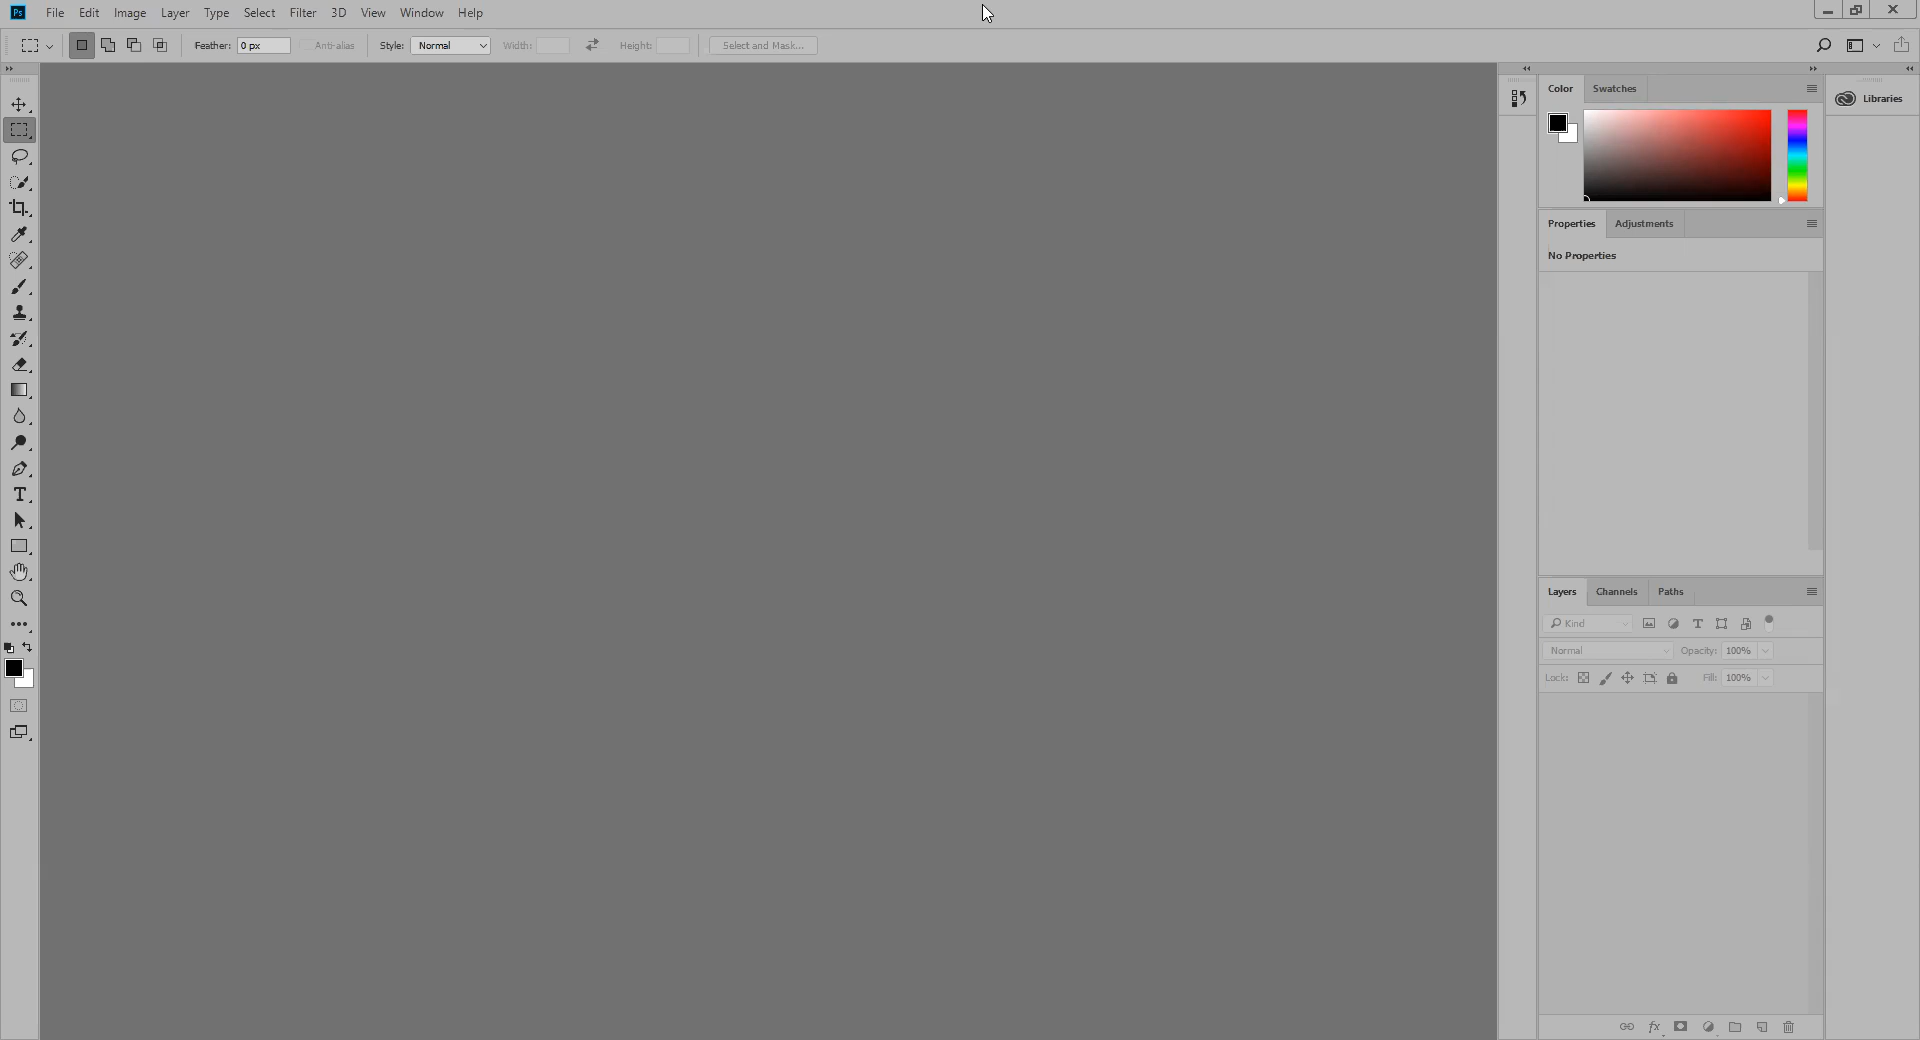 Ps File Edit Image Layer Type Select Filter 3D View Window Help
Feather: 0 px Anti-alias Style: Normal Width: Height: Select and Mask...
Color Swatches
Libraries
Properties Adjustments
No Properties
Layers Channels Paths
Kind
Normal Opacity: 100%
Lock: Fill: 100%
fx